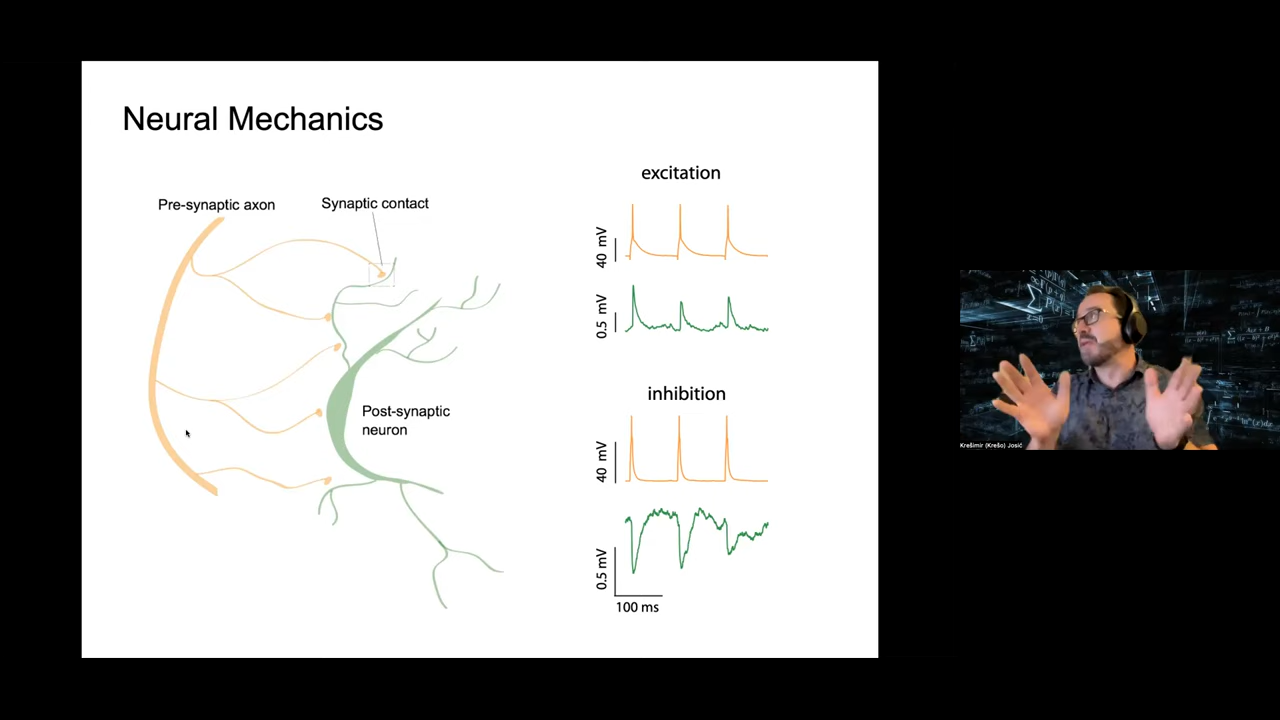 Neural Mechanics
Pre-synaptic axon
Synaptic contact
Post-synaptic
neuron
excitation
40 mV
0.5 mV
inhibition
40 mV
0.5 mV
100 ms
Krešimir (Krešo) Josić